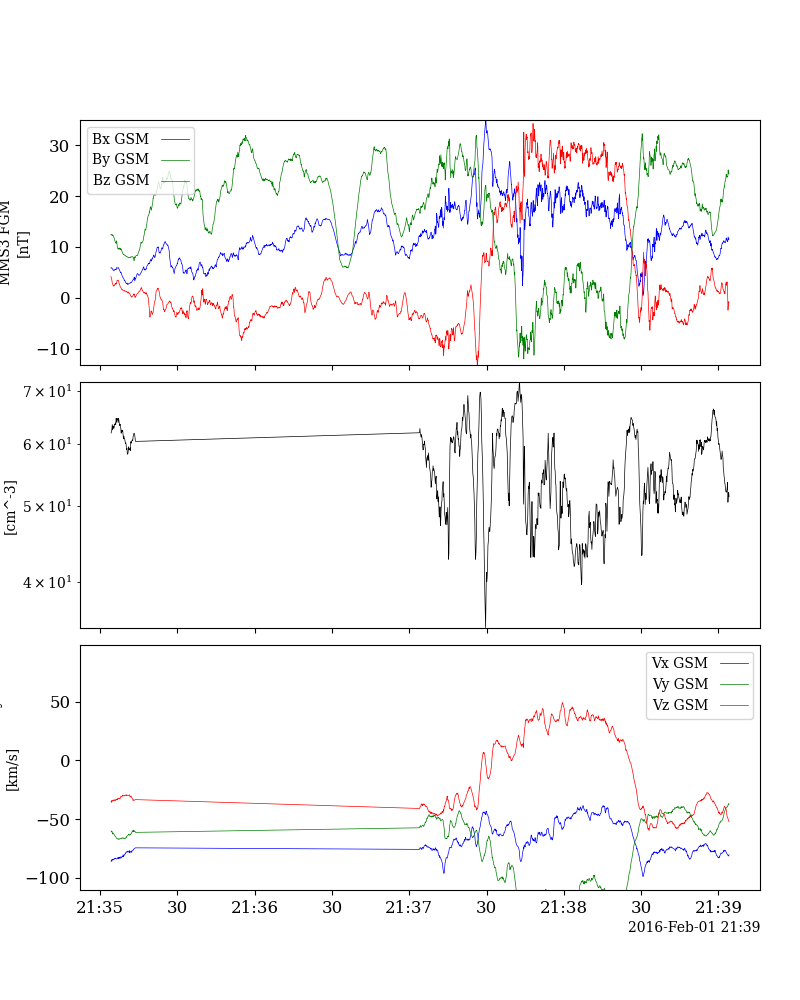 30
20
10
0
−10
MMS3 FGM
[nT]
Bx GSM
By GSM
Bz GSM
7 × 10¹
6 × 10¹
5 × 10¹
4 × 10¹
[cm^-3]
50
0
−50
−100
[km/s]
Vx GSM
Vy GSM
Vz GSM
21:35 30 21:36 30 21:37 30 21:38 30 21:39
2016-Feb-01 21:39